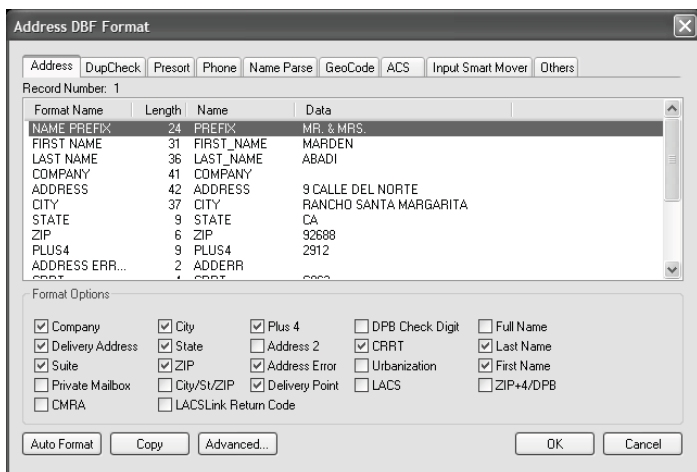 Address DBF Format
Address DupCheck Presort Phone Name Parse GeoCode ACS Input Smart Mover Others
Record Number: 1
Format Name Length Name Data
NAME PREFIX 24 PREFIX MR. & MRS.
FIRST NAME 31 FIRST_NAME MARDEN
LAST NAME 36 LAST_NAME ABADI
COMPANY 41 COMPANY
ADDRESS 42 ADDRESS 9 CALLE DEL NORTE
CITY 37 CITY RANCHO SANTA MARGARITA
STATE 9 STATE CA
ZIP 6 ZIP 92688
PLUS4 9 PLUS4 2912
ADDRESS ERR... 2 ADDERR
Format Options
Company City Plus 4 DPB Check Digit Full Name
Delivery Address State Address 2 CRRT Last Name
Suite ZIP Address Error Urbanization First Name
Private Mailbox City/St/ZIP Delivery Point LACS ZIP+4/DPB
CMRA LACSLink Return Code
Auto Format Copy Advanced... OK Cancel